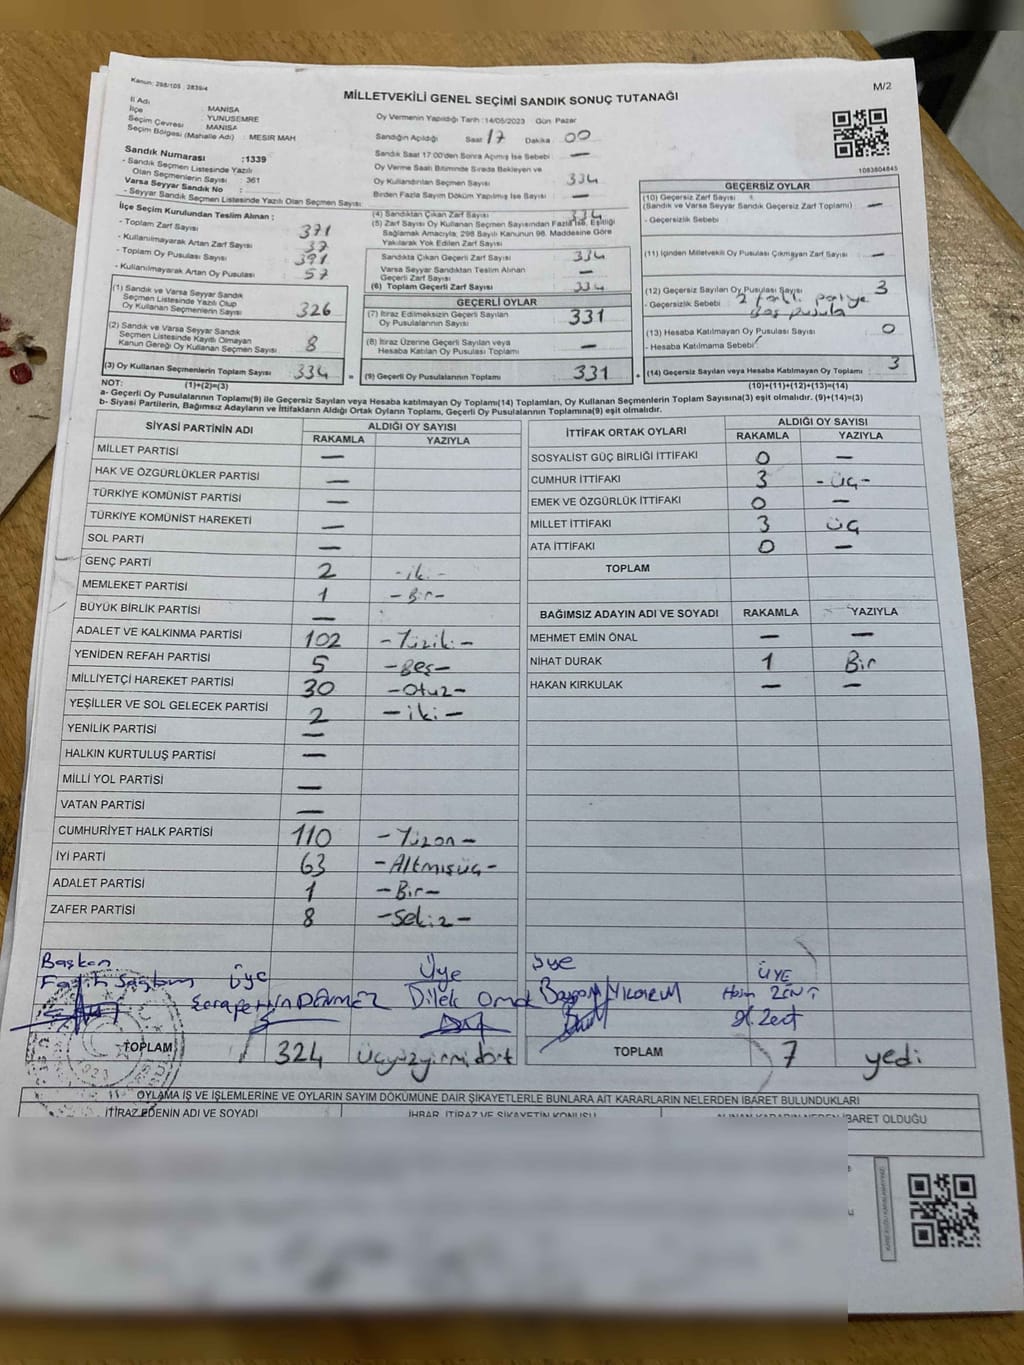 Kanun: 298/105 , 2839/4
M/2
MİLLETVEKİLİ GENEL SEÇİMİ SANDIK SONUÇ TUTANAĞI
İl Adı : MANİSA
İlçe : YUNUSEMRE
Seçim Çevresi : MANİSA
Seçim Bölgesi (Mahalle Adı) : MESİR MAH
Sandık Numarası :1339
- Sandık Seçmen Listesinde Yazılı
Olan Seçmenlerin Sayısı : 361
Varsa Seyyar Sandık No :
- Seyyar Sandık Seçmen Listesinde Yazılı Olan Seçmen Sayısı:
İlçe Seçim Kurulundan Teslim Alınan :
- Toplam Zarf Sayısı : 371
- Kullanılmayarak Artan Zarf Sayısı : 37
- Toplam Oy Pusulası Sayısı : 391
- Kullanılmayarak Artan Oy Pusulası : 57
(1) Sandık ve Varsa Seyyar Sandık
Seçmen Listesinde Yazılı Olup
Oy Kullanan Seçmenlerin Sayısı : 326
(2) Sandık ve Varsa Seyyar Sandık
Seçmen Listesinde Kayıtlı Olmayan
Kanun Gereği Oy Kullanan Seçmen Sayısı : 8
(3) Oy Kullanan Seçmenlerin Toplam Sayısı : 334 =
Oy Vermenin Yapıldığı Tarih :14/05/2023 Gün: Pazar
Sandığın Açıldığı Saat : 17 Dakika : 00
Sandık Saat 17.00'den Sonra Açılmış İse Sebebi : —
Oy Verme Saati Bitiminde Sırada Bekleyen ve
Oy Kullandırılan Seçmen Sayısı : 334
Birden Fazla Sayım Döküm Yapılmış İse Sayısı : —
(4) Sandıktan Çıkan Zarf Sayısı : 334
(5) Zarf Sayısı Oy Kullanan Seçmen Sayısından Fazla İse, Eşitliği
Sağlamak Amacıyla; 298 Sayılı Kanunun 98. Maddesine Göre
Yakılarak Yok Edilen Zarf Sayısı
Sandıkta Çıkan Geçerli Zarf Sayısı : 334
Varsa Seyyar Sandıktan Teslim Alınan
Geçerli Zarf Sayısı : —
(6) Toplam Geçerli Zarf Sayısı : 334
GEÇERLİ OYLAR
(7) İtiraz Edilmeksizin Geçerli Sayılan
Oy Pusulalarının Sayısı : 331
(8) İtiraz Üzerine Geçerli Sayılan veya
Hesaba Katılan Oy Pusulası Toplamı : —
(9) Geçerli Oy Pusulalarının Toplamı : 331 +
1083804845
GEÇERSİZ OYLAR
(10) Geçersiz Zarf Sayısı
(Sandık ve Varsa Seyyar Sandık Geçersiz Zarf Toplamı) : —
- Geçersizlik Sebebi :
(11) İçinden Milletvekili Oy Pusulası Çıkmayan Zarf Sayısı : —
(12) Geçersiz Sayılan Oy Pusulası Sayısı : 3
- Geçersizlik Sebebi : 2 farklı partiye
boş pusula
(13) Hesaba Katılmayan Oy Pusulası Sayısı : 0
- Hesaba Katılmama Sebebi
(14) Geçersiz Sayılan veya Hesaba Katılmayan Oy Toplamı : 3
NOT: (1)+(2)=(3) (10)+(11)+(12)+(13)=(14)
a- Geçerli Oy Pusulalarının Toplamı(9) ile Geçersiz Sayılan veya Hesaba Katılmayan Oy Pusulası Toplamı(14) Toplamları, Oy Kullanan Seçmenlerin Toplam Sayısına(3) eşit olmalıdır. (9)+(14)=(3)
b- Siyasi Partilerin, Bağımsız Adayların ve İttifakların Aldığı Ortak Oyların Toplamı, Geçerli Oy Pusulalarının Toplamına(9) eşit olmalıdır.
SİYASİ PARTİNİN ADI ALDIĞI OY SAYISI
RAKAMLA YAZIYLA
MİLLET PARTİSİ —
HAK VE ÖZGÜRLÜKLER PARTİSİ —
TÜRKİYE KOMÜNİST PARTİSİ —
TÜRKİYE KOMÜNİST HAREKETİ —
SOL PARTİ —
GENÇ PARTİ 2 -iki-
MEMLEKET PARTİSİ 1 -Bir-
BÜYÜK BİRLİK PARTİSİ —
ADALET VE KALKINMA PARTİSİ 102 -Yüziki-
YENİDEN REFAH PARTİSİ 5 -Beş-
MİLLİYETÇİ HAREKET PARTİSİ 30 -Otuz-
YEŞİLLER VE SOL GELECEK PARTİSİ 2 -iki-
YENİLİK PARTİSİ —
HALKIN KURTULUŞ PARTİSİ —
MİLLİ YOL PARTİSİ —
VATAN PARTİSİ —
CUMHURİYET HALK PARTİSİ 110 -Yüzon-
İYİ PARTİ 63 -Altmışüç-
ADALET PARTİSİ 1 -Bir-
ZAFER PARTİSİ 8 -Sekiz-
İTTİFAK ORTAK OYLARI ALDIĞI OY SAYISI
RAKAMLA YAZIYLA
SOSYALİST GÜÇ BİRLİĞİ İTTİFAKI 0 —
CUMHUR İTTİFAKI 3 -üç-
EMEK VE ÖZGÜRLÜK İTTİFAKI 0 —
MİLLET İTTİFAKI 3 üç
ATA İTTİFAKI 0 —
TOPLAM
BAĞIMSIZ ADAYIN ADI VE SOYADI RAKAMLA YAZIYLA
MEHMET EMİN ÖNAL — —
NİHAT DURAK 1 Bir
HAKAN KIRKULAK — —
Başkan Üye Üye üye ÜYE
Dilek YILDIRIM
H. Zent
TOPLAM 324 Üçyüzyirmidört
TOPLAM 7 yedi
OYLAMA İŞ VE İŞLEMLERİNE VE OYLARIN SAYIM DÖKÜMÜNE DAİR ŞİKAYETLERLE BUNLARA AİT KARARLARIN NELERDEN İBARET BULUNDUKLARI
İTİRAZ EDENİN ADI VE SOYADI İHBAR, İTİRAZ VE ŞİKAYETİN KONUSU ALINAN KARARIN NEDEN İBARET OLDUĞU